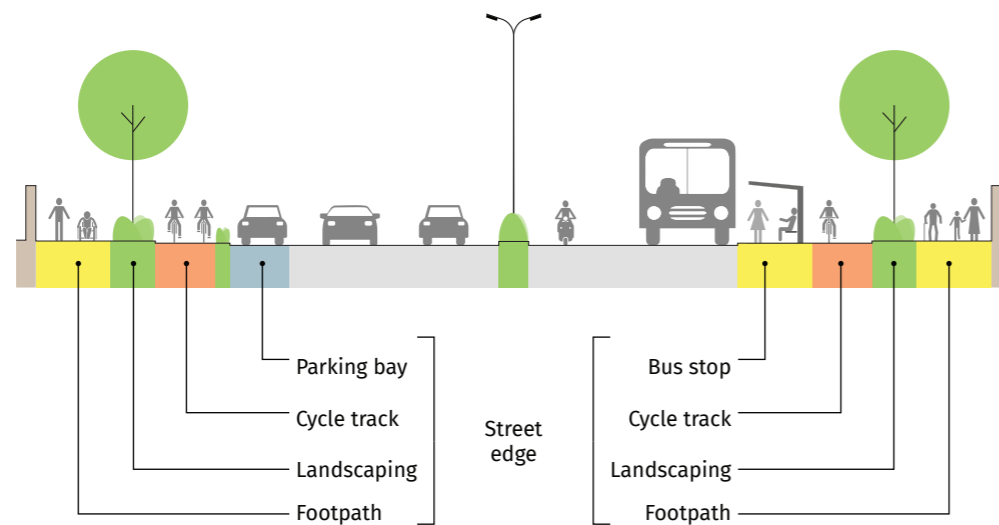 Parking bay
Cycle track
Landscaping
Footpath
Street
edge
Bus stop
Cycle track
Landscaping
Footpath